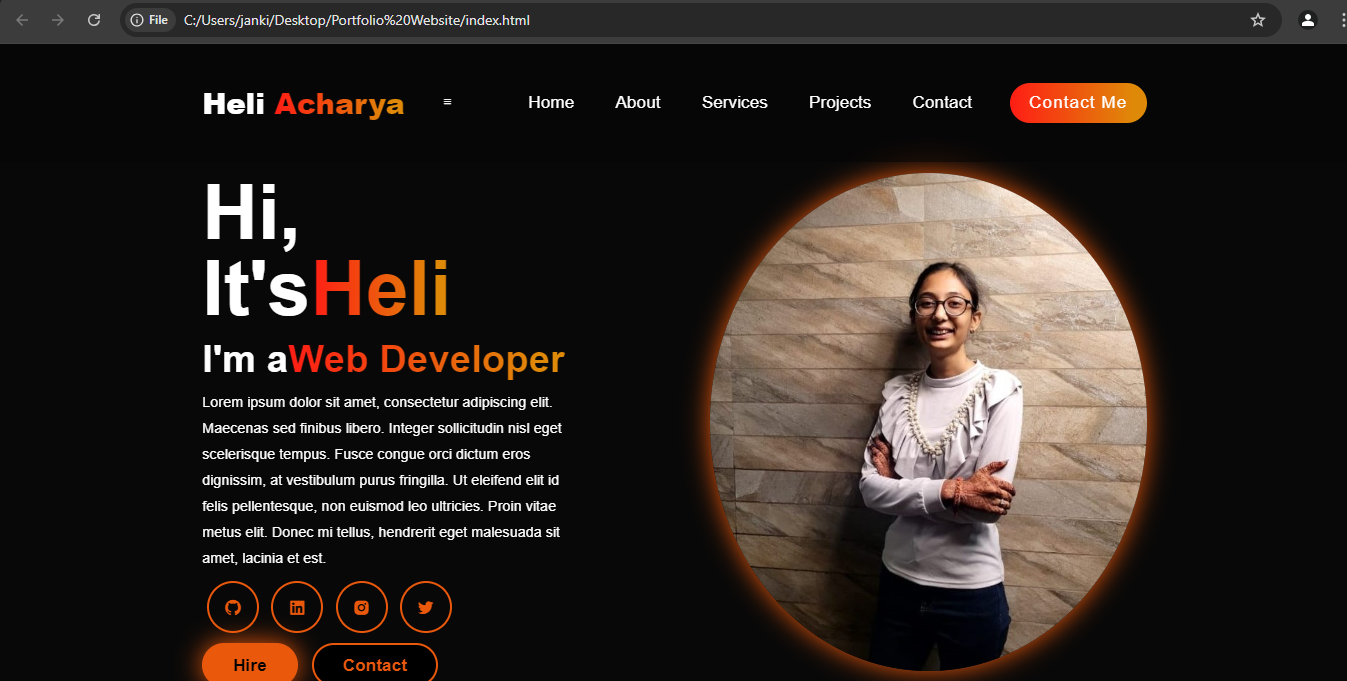 File C:/Users/janki/Desktop/Portfolio%20Website/index.html
Heli Acharya ≡ Home About Services Projects Contact Contact Me
Hi,
It'sHeli
I'm aWeb Developer
Lorem ipsum dolor sit amet, consectetur adipiscing elit.
Maecenas sed finibus libero. Integer sollicitudin nisl eget
scelerisque tempus. Fusce congue orci dictum eros
dignissim, at vestibulum purus fringilla. Ut eleifend elit id
felis pellentesque, non euismod leo ultricies. Proin vitae
metus elit. Donec mi tellus, hendrerit eget malesuada sit
amet, lacinia et est.
Hire Contact